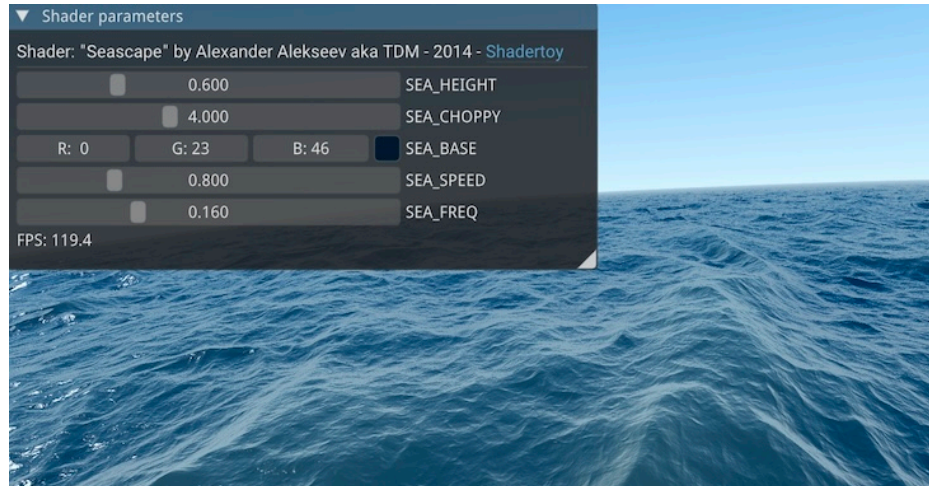 Shader parameters
Shader: "Seascape" by Alexander Alekseev aka TDM - 2014 - Shadertoy
0.600 SEA_HEIGHT
4.000 SEA_CHOPPY
R: 0 G: 23 B: 46 SEA_BASE
0.800 SEA_SPEED
0.160 SEA_FREQ
FPS: 119.4